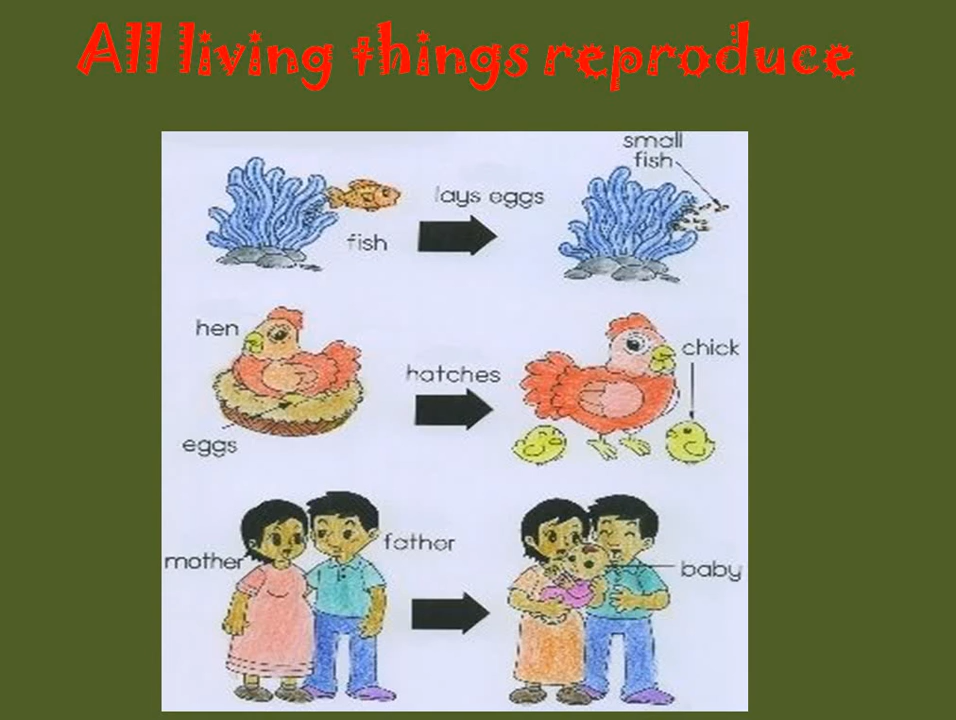 All living things reproduce
small
fish
lays eggs
fish
hen
chick
hatches
eggs
father
mother
baby